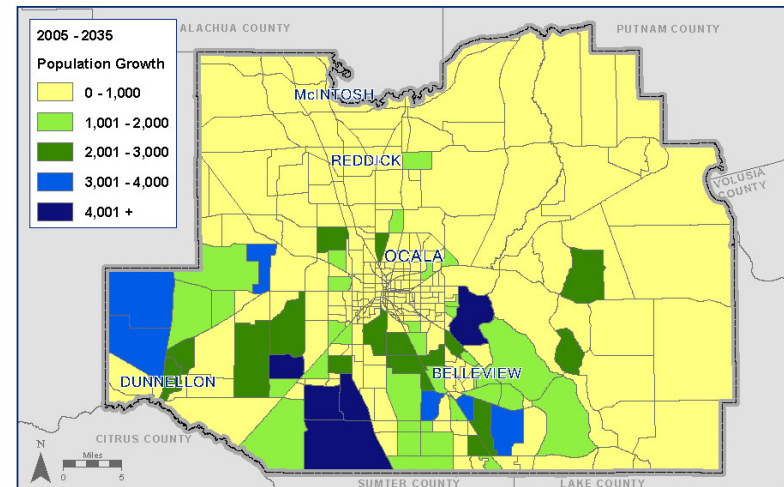 ALACHUA COUNTY
PUTNAM COUNTY
2005 - 2035
Population Growth
0 - 1,000
1,001 - 2,000
2,001 - 3,000
3,001 - 4,000
4,001 +
McINTOSH
REDDICK
VOLUSIA
COUNTY
OCALA
DUNNELLON
BELLEVIEW
CITRUS COUNTY
N
Miles
0
5
SUMTER COUNTY
LAKE COUNTY